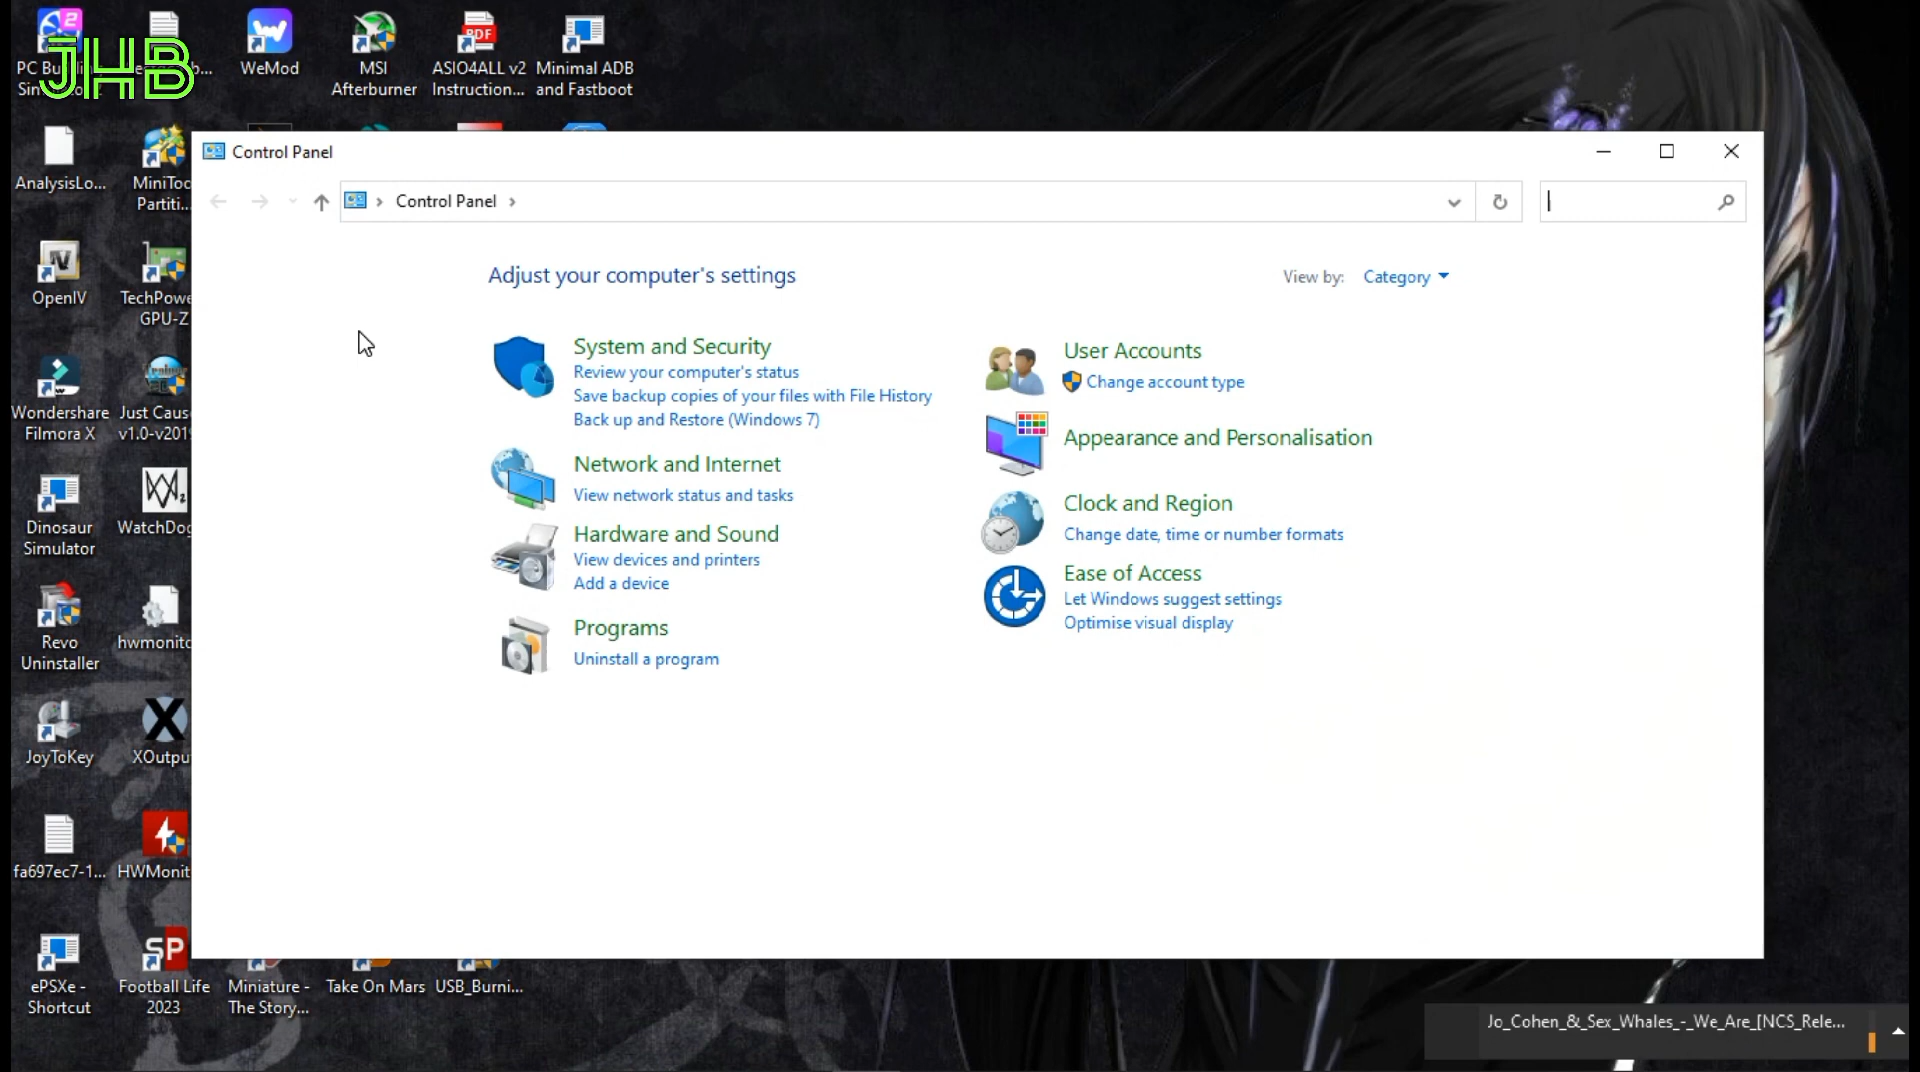 JHB
PC
WeMod
MSI
Afterburner
ASIO4ALL v2
Instruction...
Minimal ADB
and Fastboot
AnalysisLo...
MiniToo
Partiti...
OpenIV
TechPowe
GPU-Z
Wondershare
Filmora X
Just Caus
v1.0-v201
Dinosaur
Simulator
WatchDog
Revo
Uninstaller
hwmonito
JoyToKey
XOutpu
fa697ec7-1...
HWMonit
ePSXe -
Shortcut
Football Life
2023
Miniature -
The Story...
Take On Mars
USB_Burni...
Control Panel
Control Panel
Adjust your computer's settings
View by: Category
System and Security
Review your computer's status
Save backup copies of your files with File History
Back up and Restore (Windows 7)
Network and Internet
View network status and tasks
Hardware and Sound
View devices and printers
Add a device
Programs
Uninstall a program
User Accounts
Change account type
Appearance and Personalisation
Clock and Region
Change date, time or number formats
Ease of Access
Let Windows suggest settings
Optimise visual display
Jo_Cohen_&_Sex_Whales_-_We_Are_[NCS_Rele...